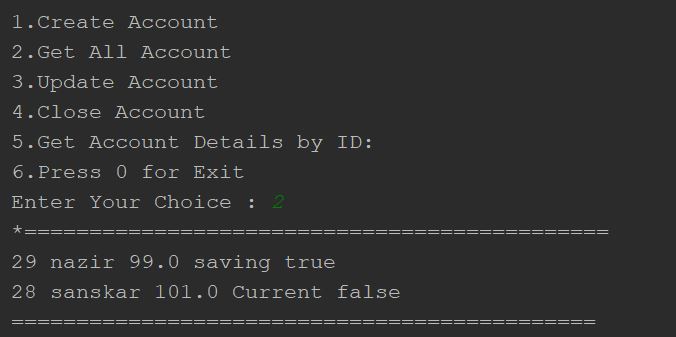 1.Create Account
2.Get All Account
3.Update Account
4.Close Account
5.Get Account Details by ID:
6.Press 0 for Exit
Enter Your Choice : 2
*=============================================
29 nazir 99.0 saving true
28 sanskar 101.0 Current false
=============================================